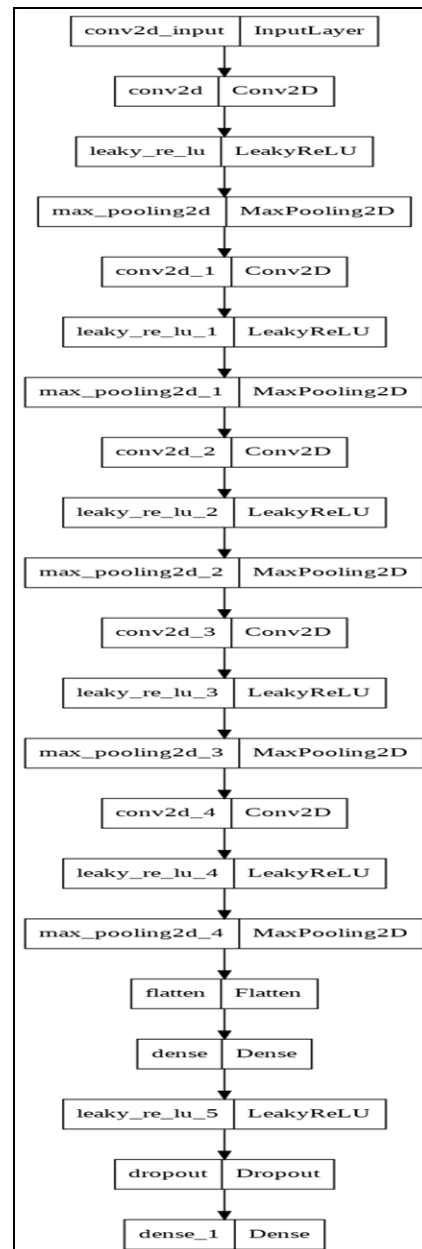 conv2d_input InputLayer
conv2d Conv2D
leaky_re_lu LeakyReLU
max_pooling2d MaxPooling2D
conv2d_1 Conv2D
leaky_re_lu_1 LeakyReLU
max_pooling2d_1 MaxPooling2D
conv2d_2 Conv2D
leaky_re_lu_2 LeakyReLU
max_pooling2d_2 MaxPooling2D
conv2d_3 Conv2D
leaky_re_lu_3 LeakyReLU
max_pooling2d_3 MaxPooling2D
conv2d_4 Conv2D
leaky_re_lu_4 LeakyReLU
max_pooling2d_4 MaxPooling2D
flatten Flatten
dense Dense
leaky_re_lu_5 LeakyReLU
dropout Dropout
dense_1 Dense